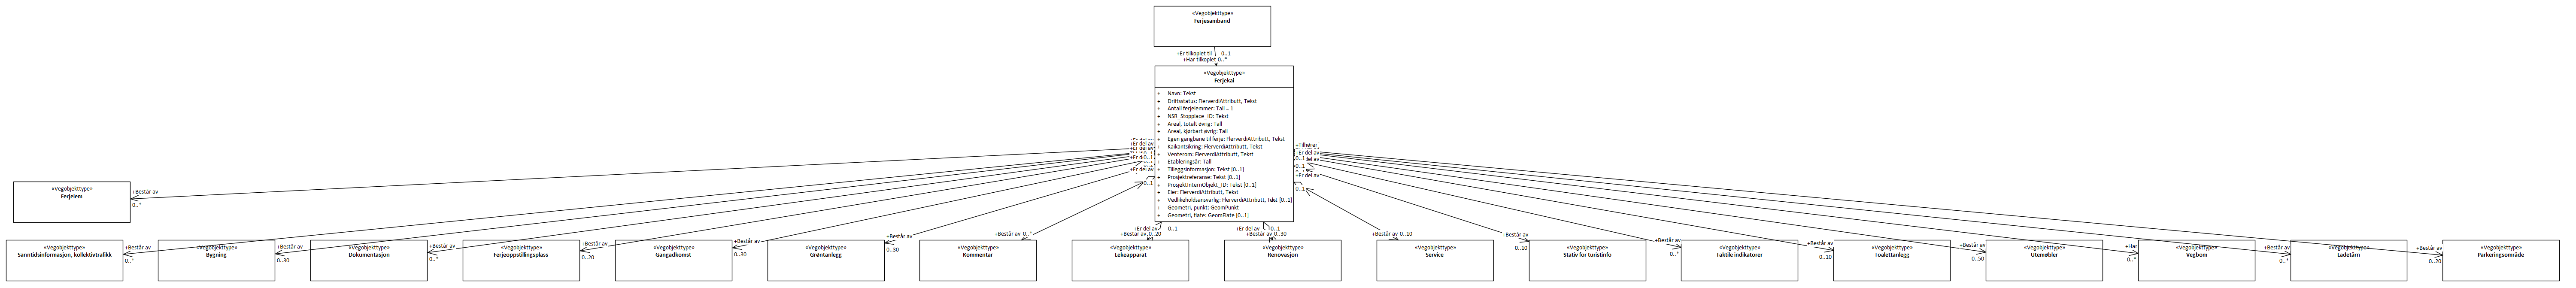 «Vegobjekttype»
Ferjesamband
+Er tilkoplet til 0..1
+Har tilkoplet 0..*
«Vegobjekttype»
Ferjekai
+ Navn: Tekst
+ Driftsstatus: FlerverdiAttributt, Tekst
+ Antall ferjelemmer: Tall = 1
+ NSR_Stopplace_ID: Tekst
+ Areal, totalt øvrig: Tall
+ Areal, kjørbart øvrig: Tall
+ Egen gangbane til ferje: FlerverdiAttributt, Tekst
+ Kaikantsikring: FlerverdiAttributt, Tekst
+ Venterom: FlerverdiAttributt, Tekst
+ Etableringsår: Tall
+ Tilleggsinformasjon: Tekst [0..1]
+ Prosjektreferanse: Tekst [0..1]
+ ProsjektInternObjekt_ID: Tekst [0..1]
+ Eier: FlerverdiAttributt, Tekst
+ Vedlikeholdsansvarlig: FlerverdiAttributt, Tekst [0..1]
+ Geometri, punkt: GeomPunkt
+ Geometri, flate: GeomFlate [0..1]
+Er del av
0..1
+Tilhører
+Er del av
0..1
+Er del av
0..1
«Vegobjekttype»
Ferjelem
+Består av
0..*
+Er del av 0..1
+Er del av 0..1
«Vegobjekttype»
Sanntidsinformasjon, kollektivtrafikk
+Består av
0..*
«Vegobjekttype»
Bygning
+Består av
0..30
«Vegobjekttype»
Dokumentasjon
+Består av
0..*
«Vegobjekttype»
Ferjeoppstillingsplass
+Består av
0..20
«Vegobjekttype»
Gangadkomst
+Består av
0..30
«Vegobjekttype»
Grøntanlegg
+Består av
0..30
«Vegobjekttype»
Kommentar
+Består av 0..*
«Vegobjekttype»
Lekeapparat
+Består av 0..20
«Vegobjekttype»
Renovasjon
+Består av 0..30
«Vegobjekttype»
Service
+Består av 0..10
«Vegobjekttype»
Stativ for turistinfo
+Består av
0..10
«Vegobjekttype»
Taktile indikatorer
+Består av
0..*
«Vegobjekttype»
Toalettanlegg
+Består av
0..10
«Vegobjekttype»
Utemøbler
+Består av
0..50
«Vegobjekttype»
Vegbom
+Har
0..*
«Vegobjekttype»
Ladetårn
+Består av
0..*
«Vegobjekttype»
Parkeringsområde
+Består av
0..20